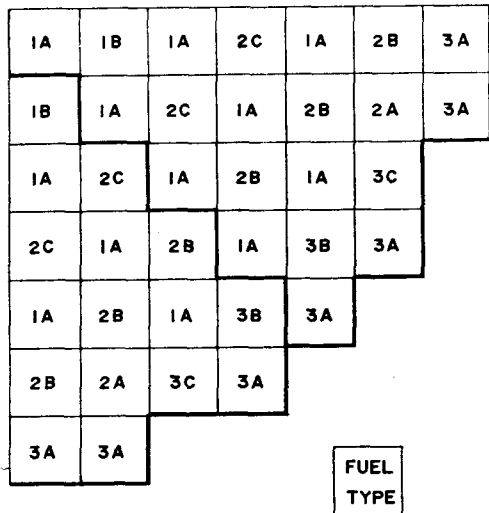 1A 1B 1A 2C 1A 2B 3A
1B 1A 2C 1A 2B 2A 3A
1A 2C 1A 2B 1A 3C
2C 1A 2B 1A 3B 3A
1A 2B 1A 3B 3A
2B 2A 3C 3A
3A 3A
FUEL
TYPE